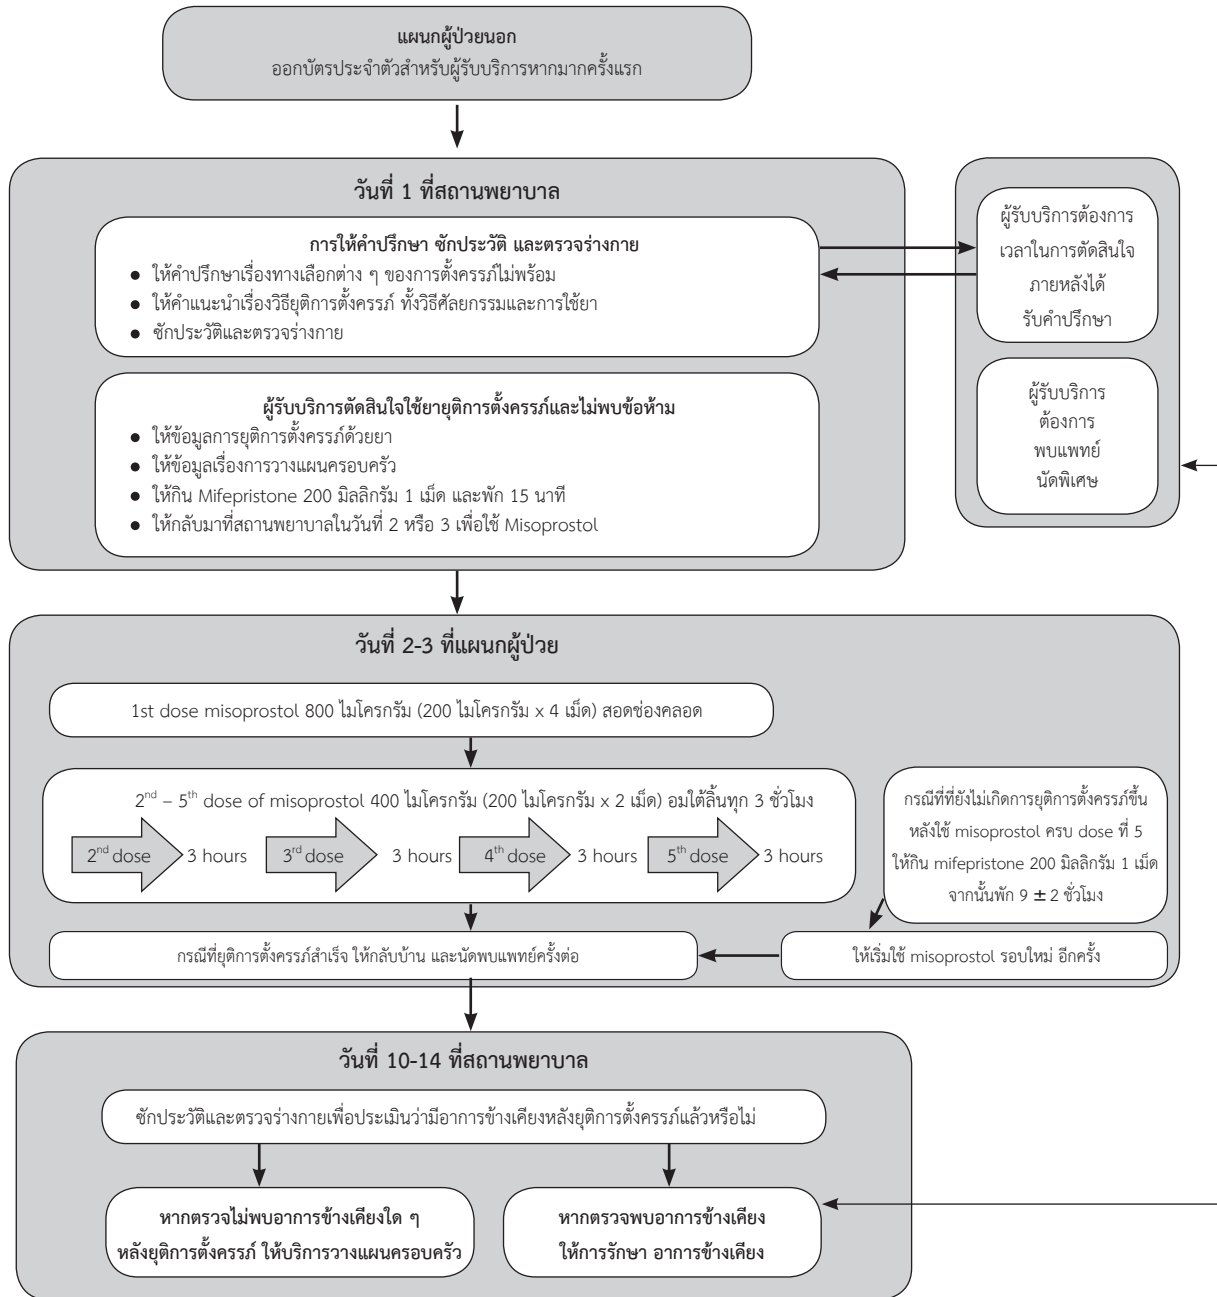 แผนกผู้ป่วยนอก
ออกบัตรประจำตัวสำหรับผู้รับบริการหากมากครั้งแรก
วันที่ 1 ที่สถานพยาบาล
การให้คำปรึกษา ซักประวัติ และตรวจร่างกาย
● ให้คำปรึกษาเรื่องทางเลือกต่าง ๆ ของการตั้งครรภ์ไม่พร้อม
● ให้คำแนะนำเรื่องวิธียุติการตั้งครรภ์ ทั้งวิธีศัลยกรรมและการใช้ยา
● ซักประวัติและตรวจร่างกาย
ผู้รับบริการต้องการ
เวลาในการตัดสินใจ
ภายหลังได้
รับคำปรึกษา
ผู้รับบริการตัดสินใจใช้ยายุติการตั้งครรภ์และไม่พบข้อห้าม
● ให้ข้อมูลการยุติการตั้งครรภ์ด้วยยา
● ให้ข้อมูลเรื่องการวางแผนครอบครัว
● ให้กิน Mifepristone 200 มิลลิกรัม 1 เม็ด และพัก 15 นาที
● ให้กลับมาที่สถานพยาบาลในวันที่ 2 หรือ 3 เพื่อใช้ Misoprostol
ผู้รับบริการ
ต้องการ
พบแพทย์
นัดพิเศษ
วันที่ 2-3 ที่แผนกผู้ป่วย
1st dose misoprostol 800 ไมโครกรัม (200 ไมโครกรัม x 4 เม็ด) สอดช่องคลอด
2nd – 5th dose of misoprostol 400 ไมโครกรัม (200 ไมโครกรัม x 2 เม็ด) อมใต้ลิ้นทุก 3 ชั่วโมง
2nd dose 3 hours 3rd dose 3 hours 4th dose 3 hours 5th dose 3 hours
กรณีที่ที่ยังไม่เกิดการยุติการตั้งครรภ์ขึ้น
หลังใช้ misoprostol ครบ dose ที่ 5
ให้กิน mifepristone 200 มิลลิกรัม 1 เม็ด
จากนั้นพัก 9 ± 2 ชั่วโมง
กรณีที่ยุติการตั้งครรภ์สำเร็จ ให้กลับบ้าน และนัดพบแพทย์ครั้งต่อ
ให้เริ่มใช้ misoprostol รอบใหม่ อีกครั้ง
วันที่ 10-14 ที่สถานพยาบาล
ซักประวัติและตรวจร่างกายเพื่อประเมินว่ามีอาการข้างเคียงหลังยุติการตั้งครรภ์แล้วหรือไม่
หากตรวจไม่พบอาการข้างเคียงใด ๆ
หลังยุติการตั้งครรภ์ ให้บริการวางแผนครอบครัว
หากตรวจพบอาการข้างเคียง
ให้การรักษา อาการข้างเคียง